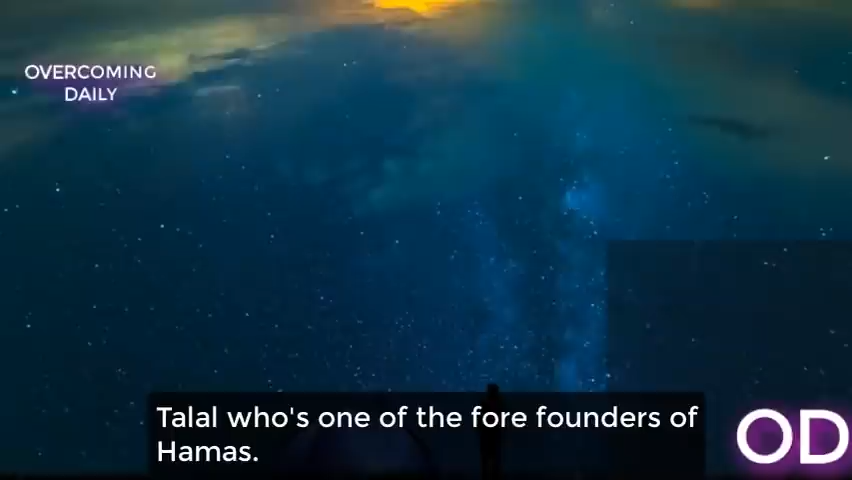 OVERCOMING
DAILY
Talal who's one of the fore founders of
Hamas.
OD